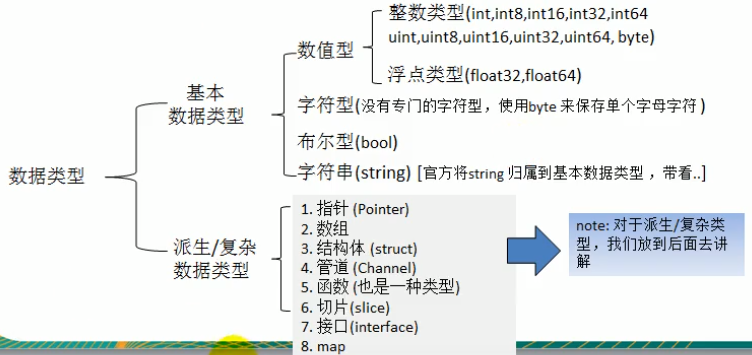 整数类型(int,int8,int16,int32,int64
uint,uint8,uint16,uint32,uint64, byte)
数值型
浮点类型(float32,float64)
基本
数据类型
字符型(没有专门的字符型，使用byte 来保存单个字母字符 )
布尔型(bool)
字符串(string) [官方将string 归属到基本数据类型 ，带看..]
数据类型
派生/复杂
数据类型
1. 指针 (Pointer)
2. 数组
3. 结构体 (struct)
4. 管道 (Channel)
5. 函数 (也是一种类型)
6. 切片(slice)
7. 接口(interface)
8. map
note: 对于派生/复杂类
型，我们放到后面去讲
解